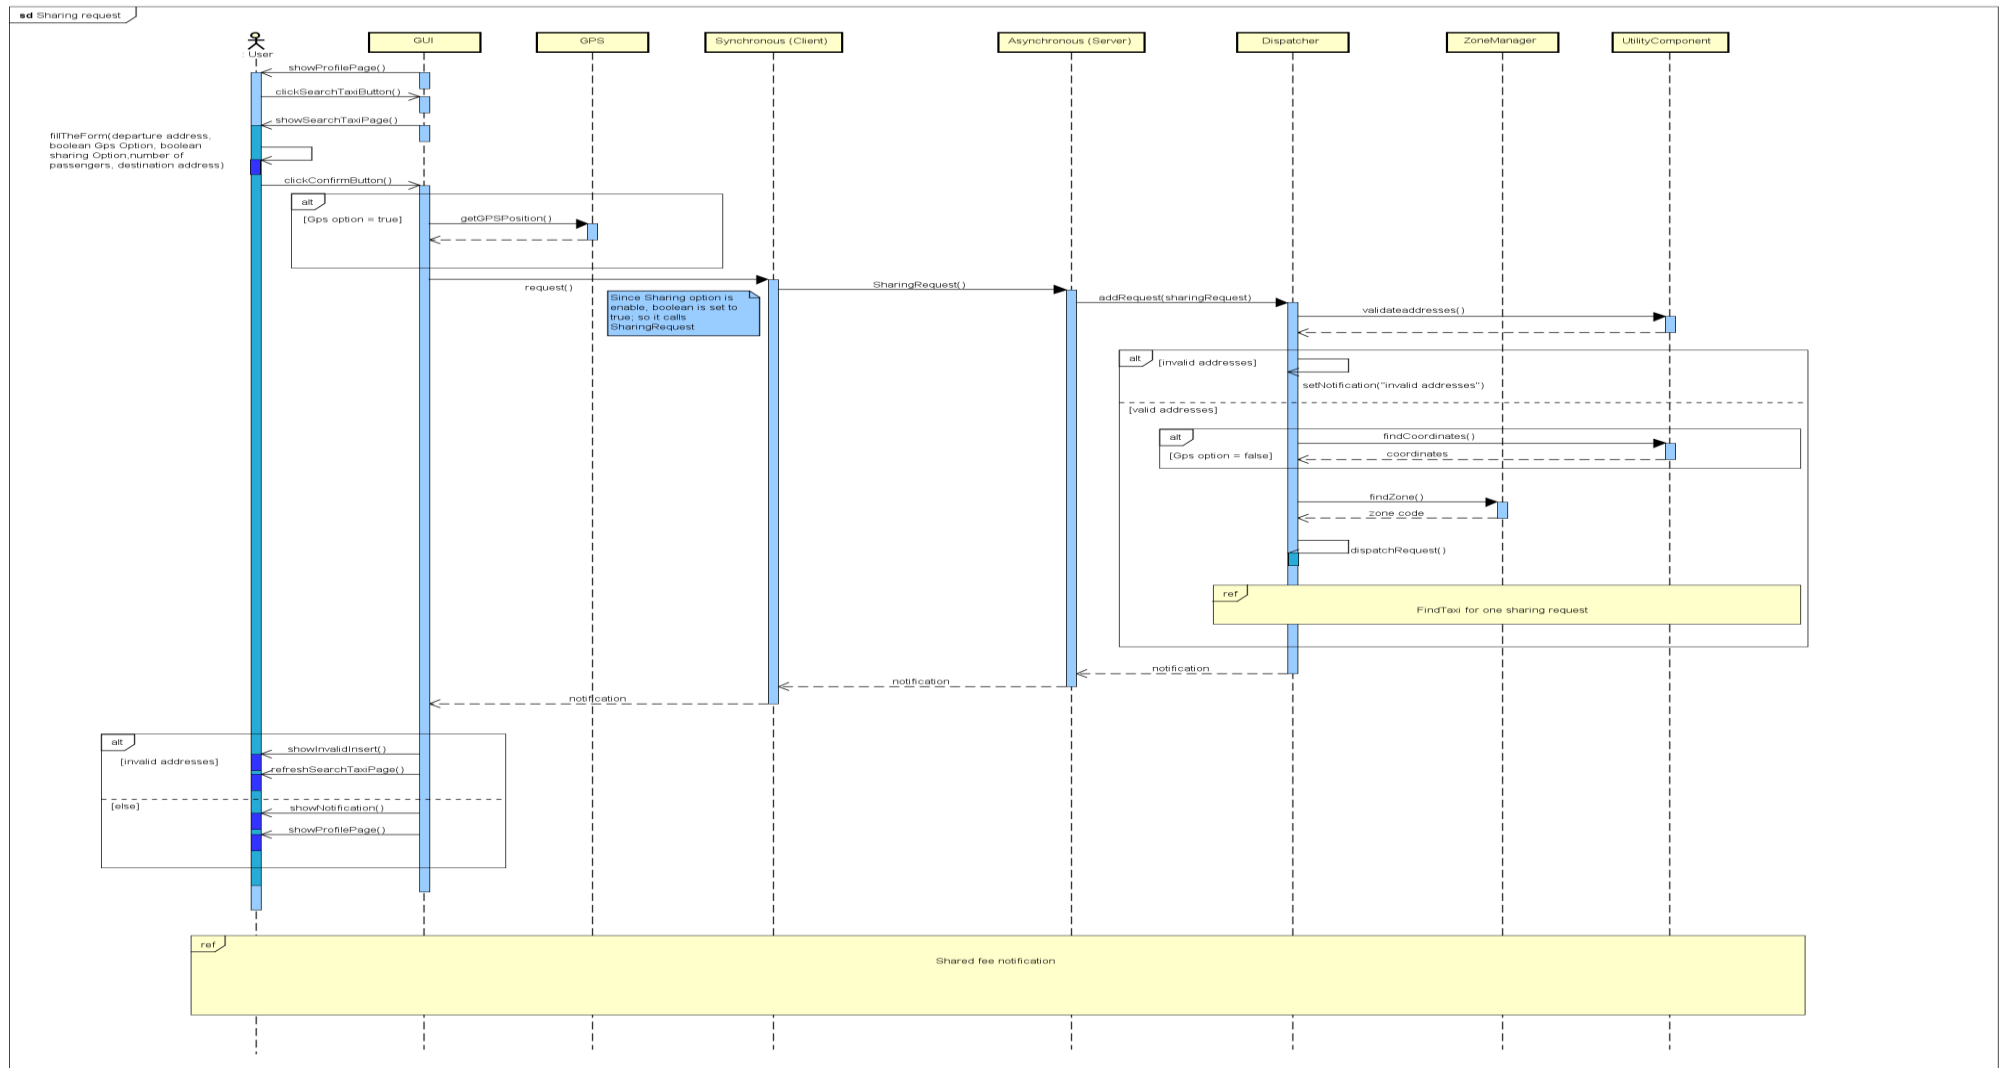 sd Sharing request
: User
GUI
GPS
Synchronous (Client)
Asynchronous (Server)
Dispatcher
ZoneManager
UtilityComponent
showProfilePage()
clickSearchTaxiButton()
showSearchTaxiPage()
fillTheForm(departure address,
boolean Gps Option, boolean
sharing Option,number of
passengers, destination address)
clickConfirmButton()
alt
[Gps option = true]
getGPSPosition()
request()
Since Sharing option is
enable, boolean is set to
true; so it calls
SharingRequest
SharingRequest()
addRequest(sharingRequest)
validateaddresses()
alt
[invalid addresses]
setNotification("invalid addresses")
[valid addresses]
alt
[Gps option = false]
findCoordinates()
coordinates
findZone()
zone code
dispatchRequest()
ref
FindTaxi for one sharing request
notification
notification
notification
alt
[invalid addresses]
showInvalidInsert()
refreshSearchTaxiPage()
[else]
showNotification()
showProfilePage()
ref
Shared fee notification